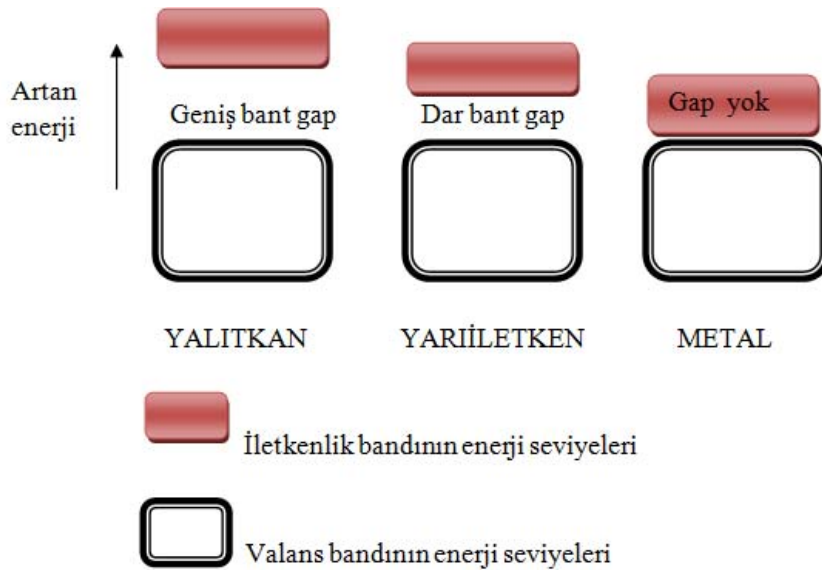 Artan
enerji
Geniş bant gap
Dar bant gap
Gap yok
YALITKAN
YARIİLETKEN
METAL
İletkenlik bandının enerji seviyeleri
Valans bandının enerji seviyeleri